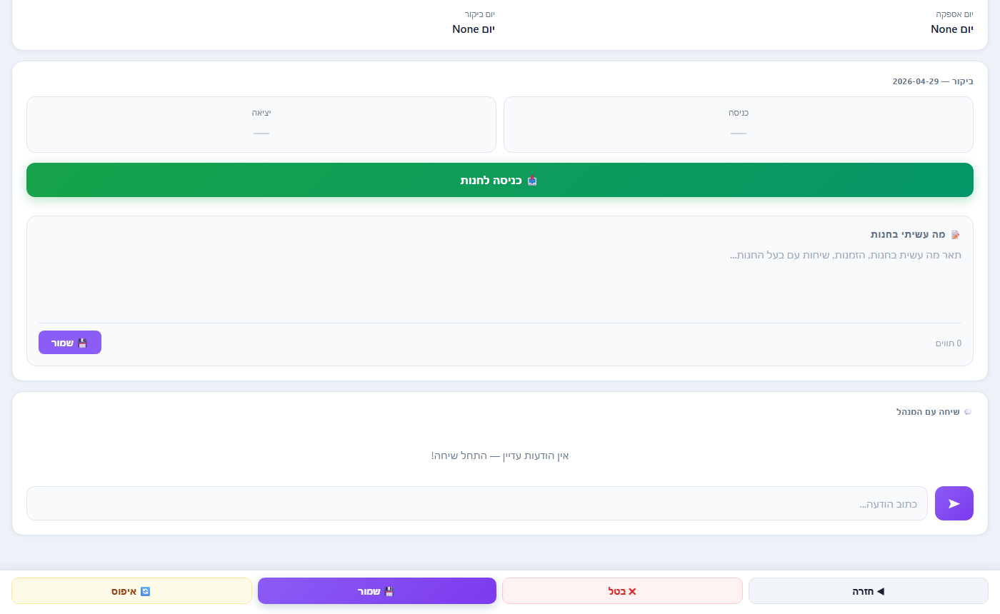 יום אספקה
יום None
יום ביקור
יום None
ביקור — 2026-04-29
כניסה
—
יציאה
—
📥 כניסה לחנות
📝 מה עשיתי בחנות
תאר מה עשית בחנות, הזמנות, שיחות עם בעל החנות...
0 תווים
💾 שמור
💬 שיחה עם המנהל
אין הודעות עדיין — התחל שיחה!
➤
כתוב הודעה...
◀ חזרה
❌ בטל
💾 שמור
🔄 איפוס